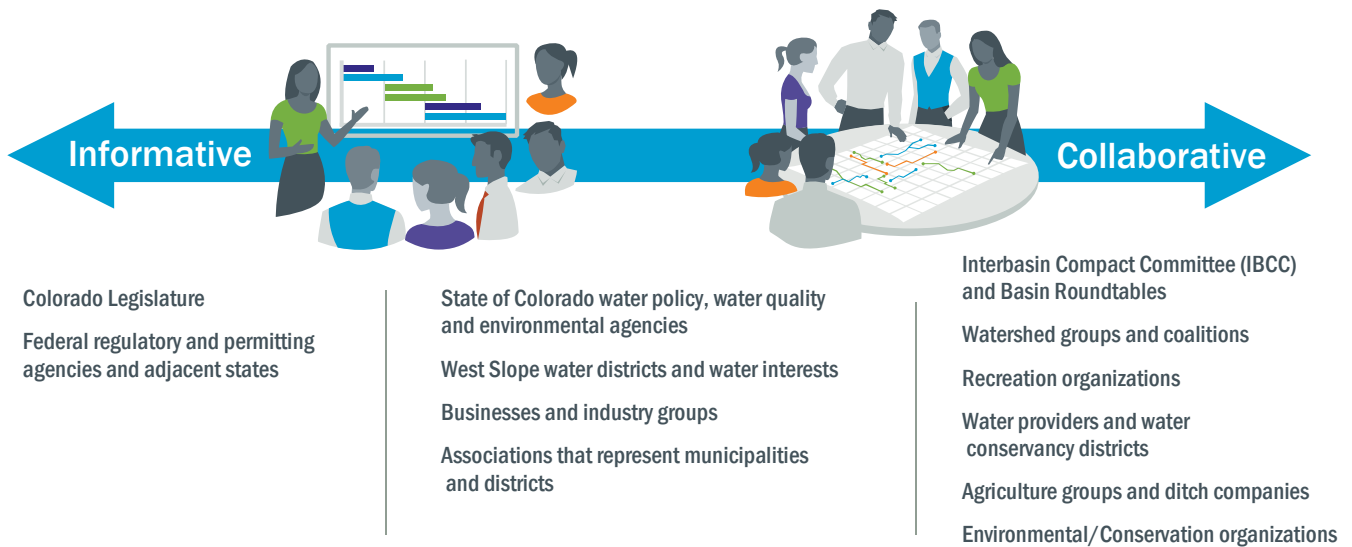 Informative
Collaborative
Colorado Legislature
Federal regulatory and permitting
agencies and adjacent states
State of Colorado water policy, water quality
and environmental agencies
West Slope water districts and water interests
Businesses and industry groups
Associations that represent municipalities
and districts
Interbasin Compact Committee (IBCC)
and Basin Roundtables
Watershed groups and coalitions
Recreation organizations
Water providers and water
conservancy districts
Agriculture groups and ditch companies
Environmental/Conservation organizations